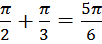 π/2 + π/3 = 5π/6